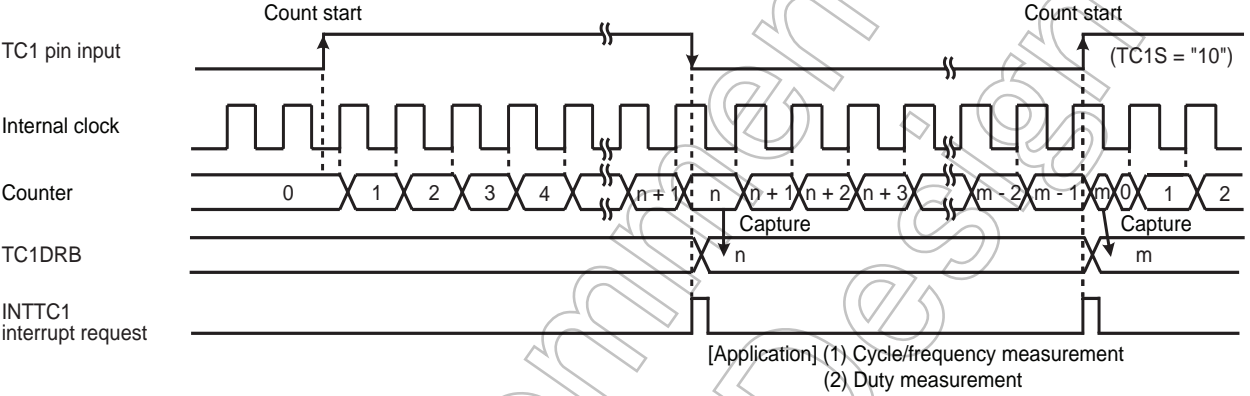 Count start
Count start
TC1 pin input
(TC1S = "10")
Internal clock
Counter
0 1 2 3 4 n + 1 n n + 1 n + 2 n + 3 m - 2 m - 1 m 0 1 2
Capture
Capture
TC1DRB
n
m
INTTC1
interrupt request
[Application] (1) Cycle/frequency measurement
(2) Duty measurement